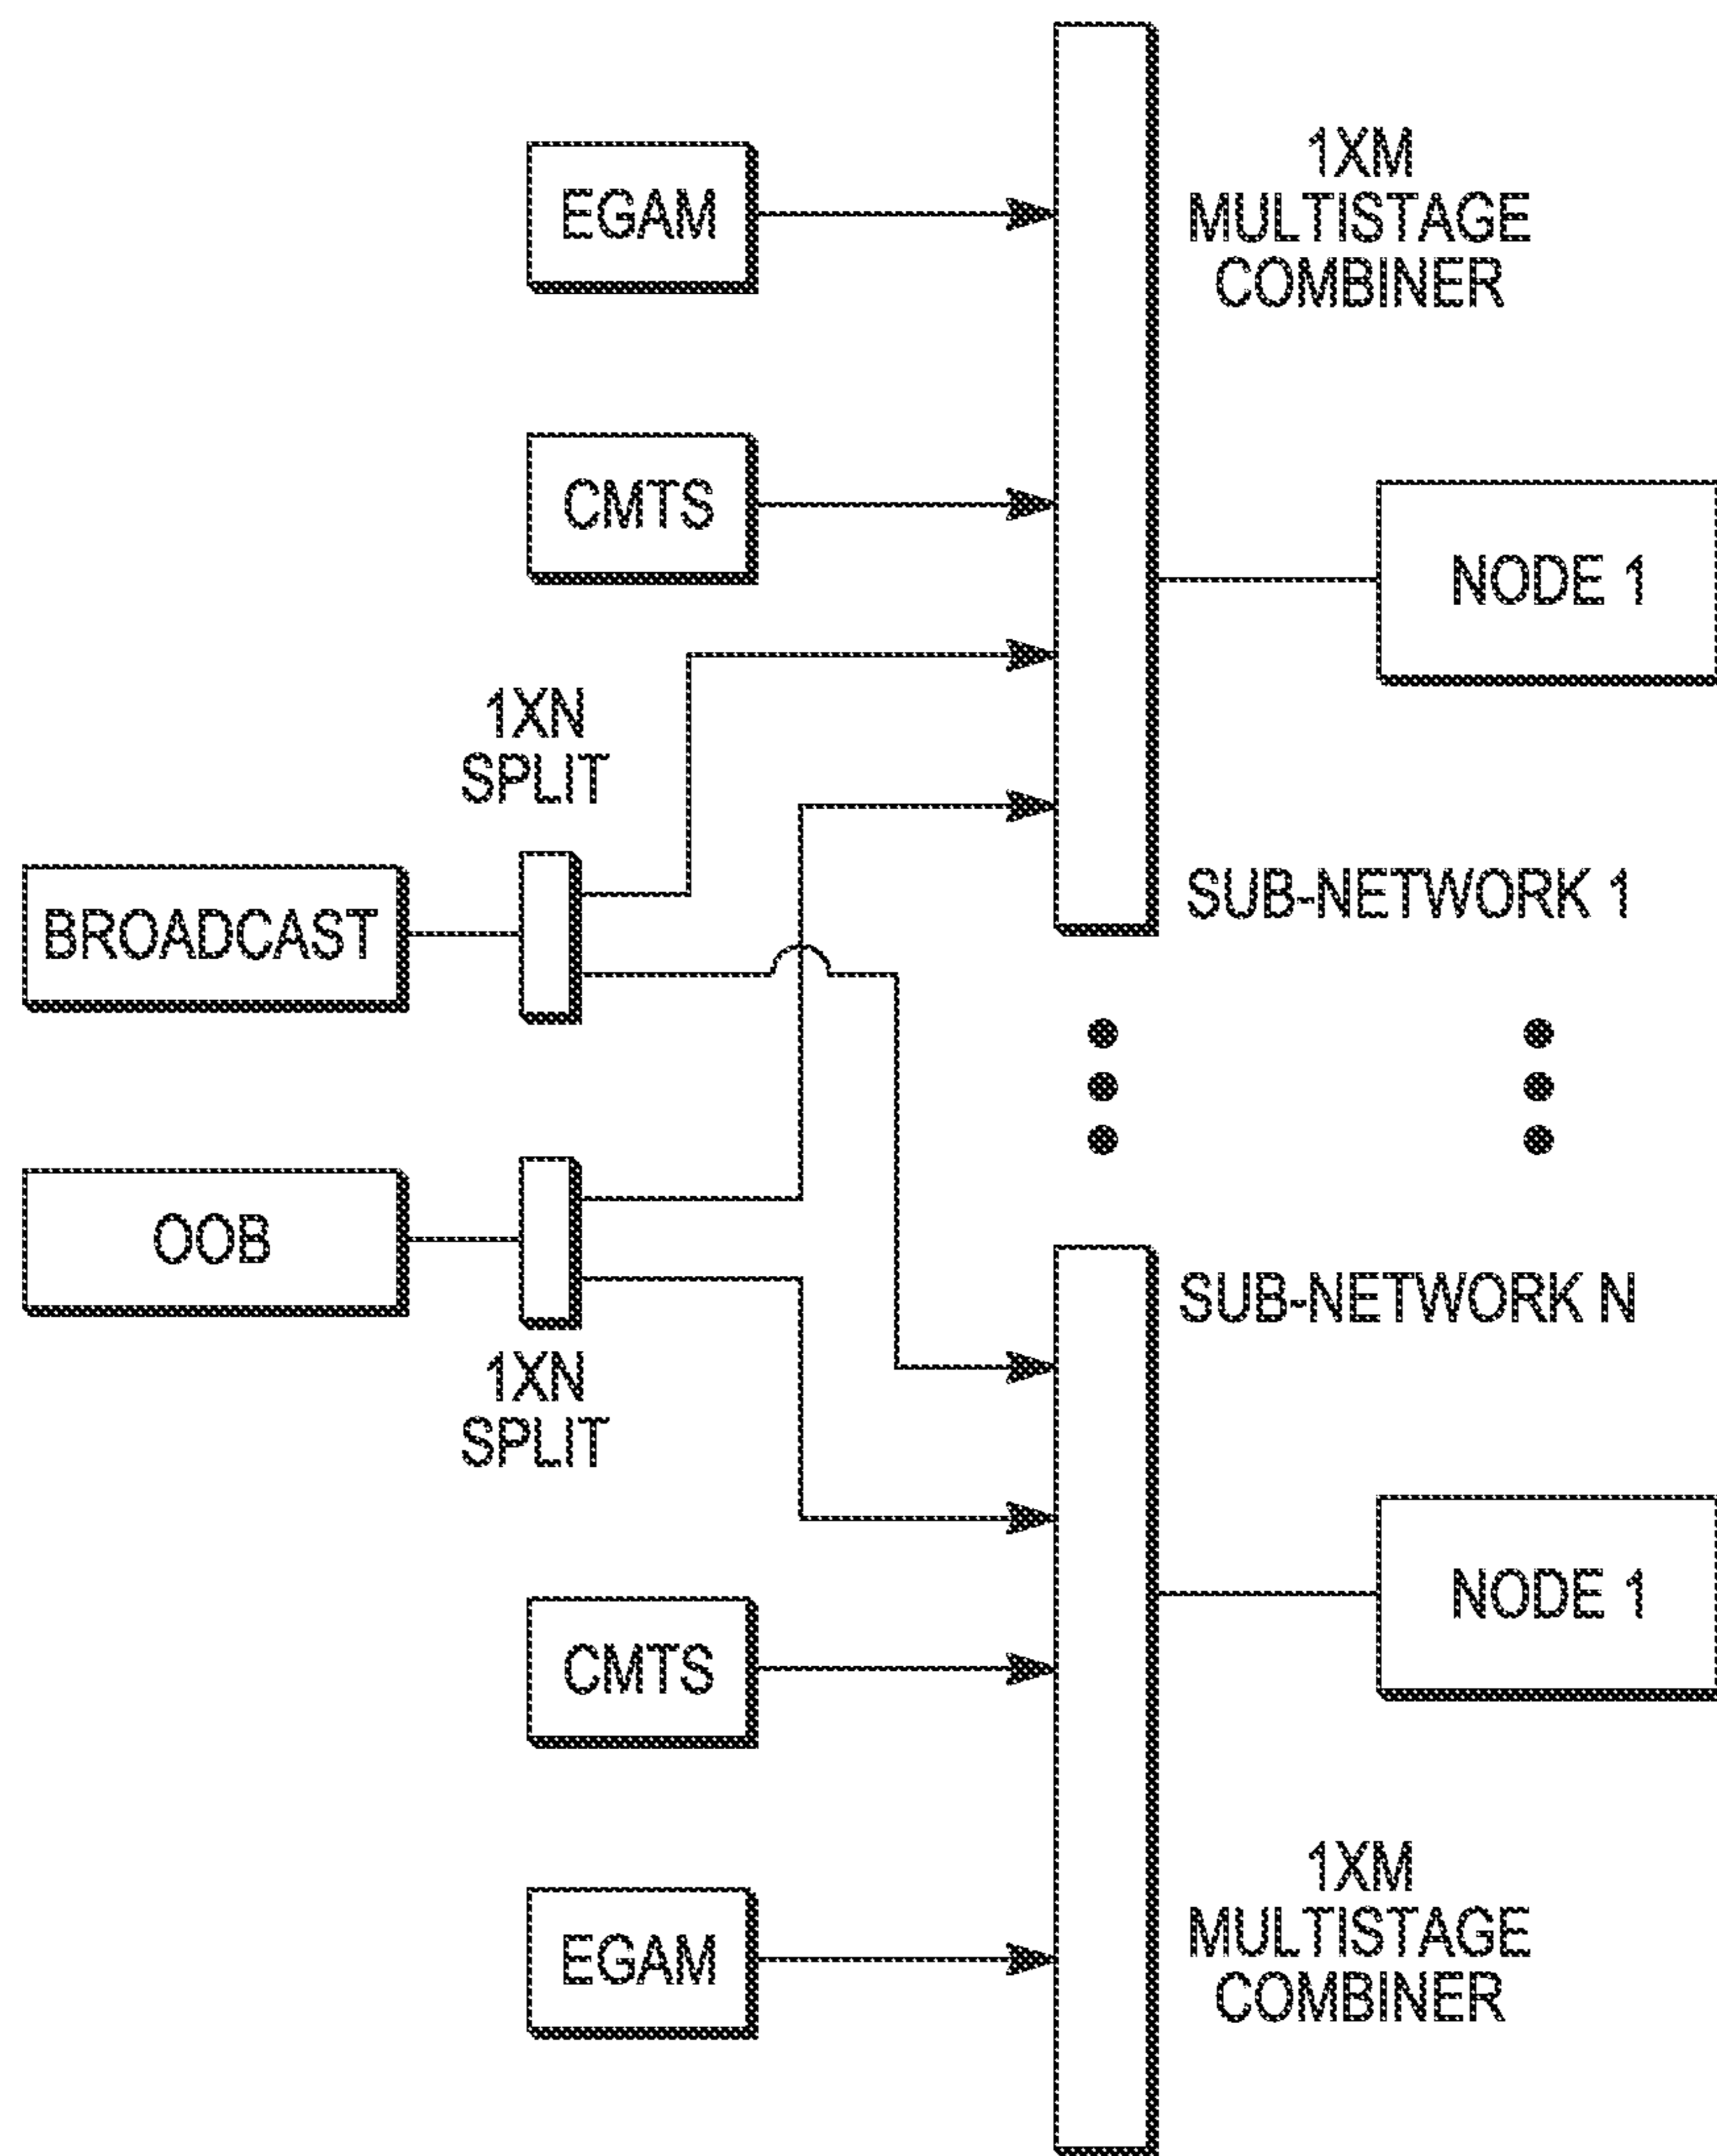 EGAM
1XM
MULTISTAGE
COMBINER
CMTS
NODE 1
1XN
SPLIT
BROADCAST
SUB-NETWORK 1
OOB
SUB-NETWORK N
1XN
SPLIT
CMTS
NODE 1
EGAM
1XM
MULTISTAGE
COMBINER